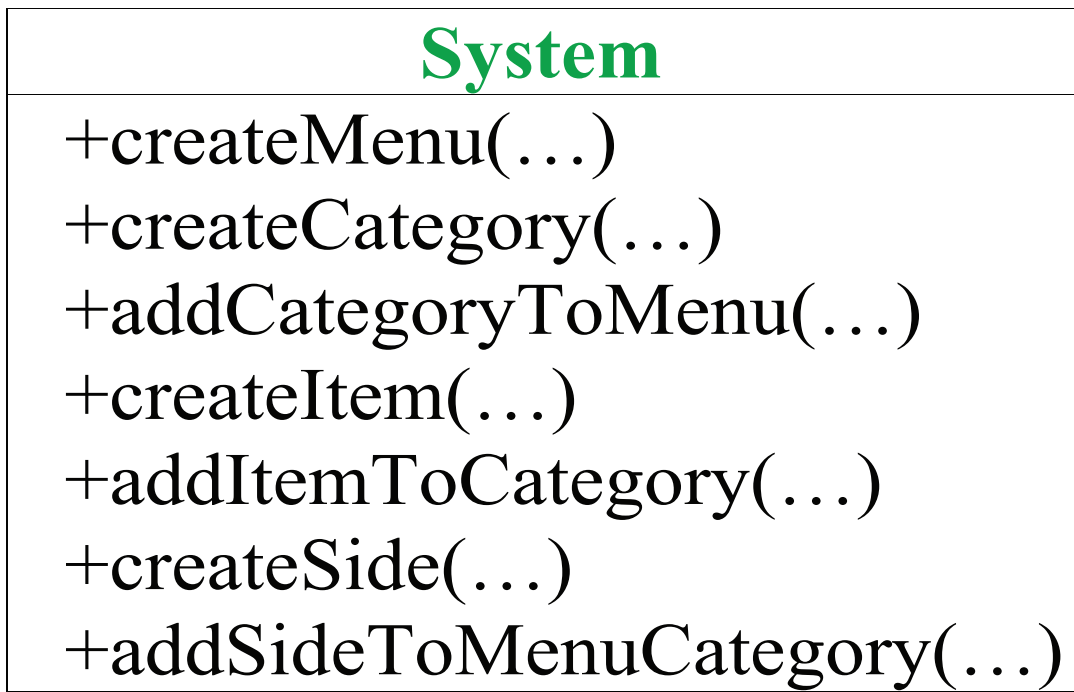 System
+createMenu(…)
+createCategory(…)
+addCategoryToMenu(…)
+createItem(…)
+addItemToCategory(…)
+createSide(…)
+addSideToMenuCategory(…)